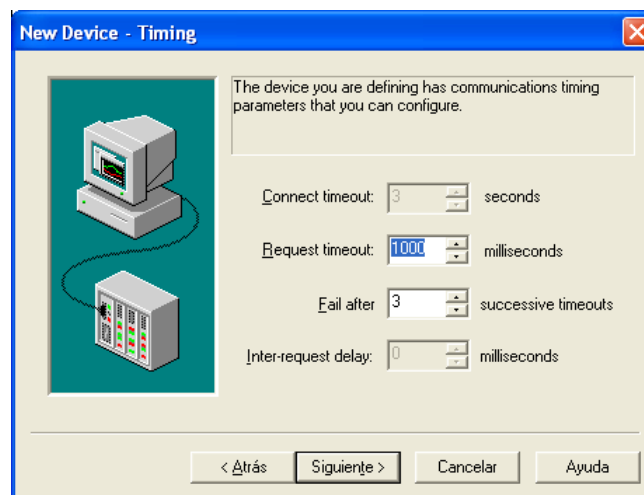 New Device - Timing
The device you are defining has communications timing
parameters that you can configure.
Connect timeout: 3 seconds
Request timeout: 1000 milliseconds
Fail after 3 successive timeouts
Inter-request delay: 0 milliseconds
< Atrás Siguiente > Cancelar Ayuda